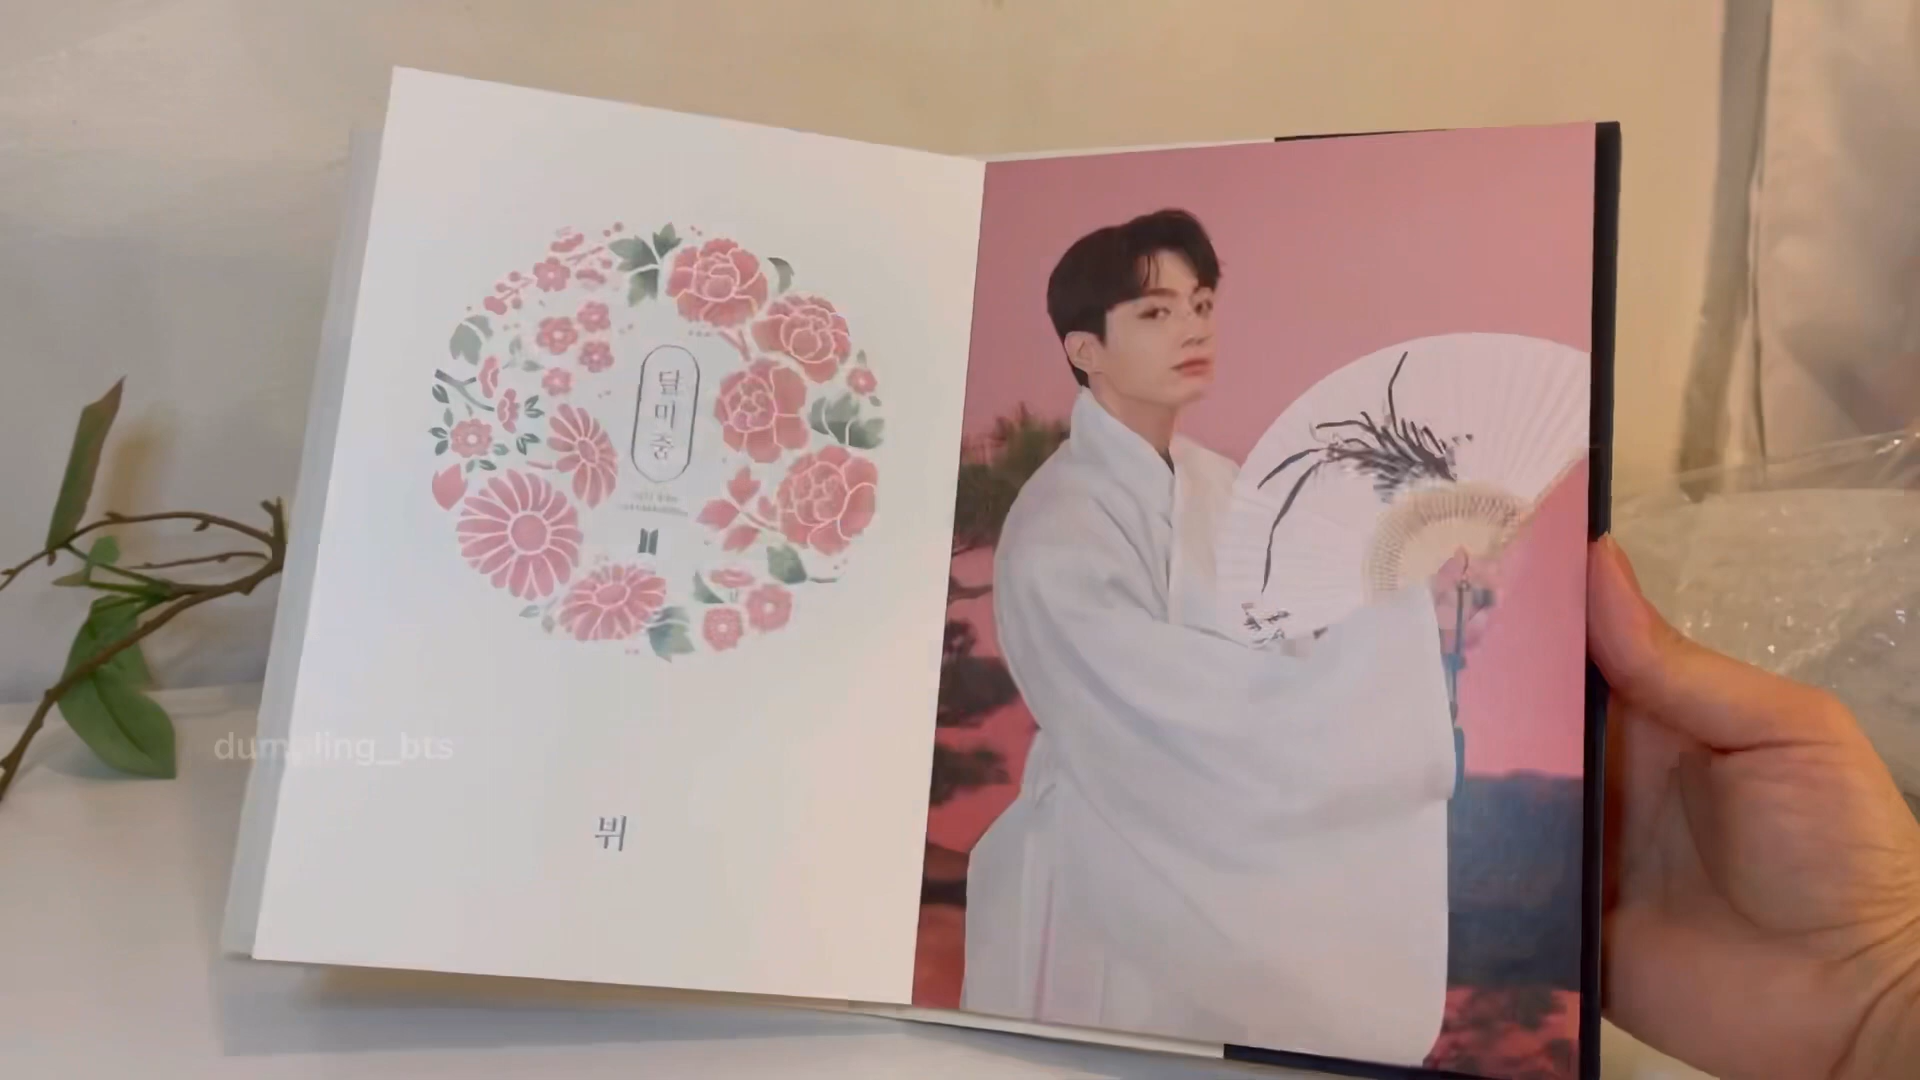 달
미
중
dumpling_bts
뷔